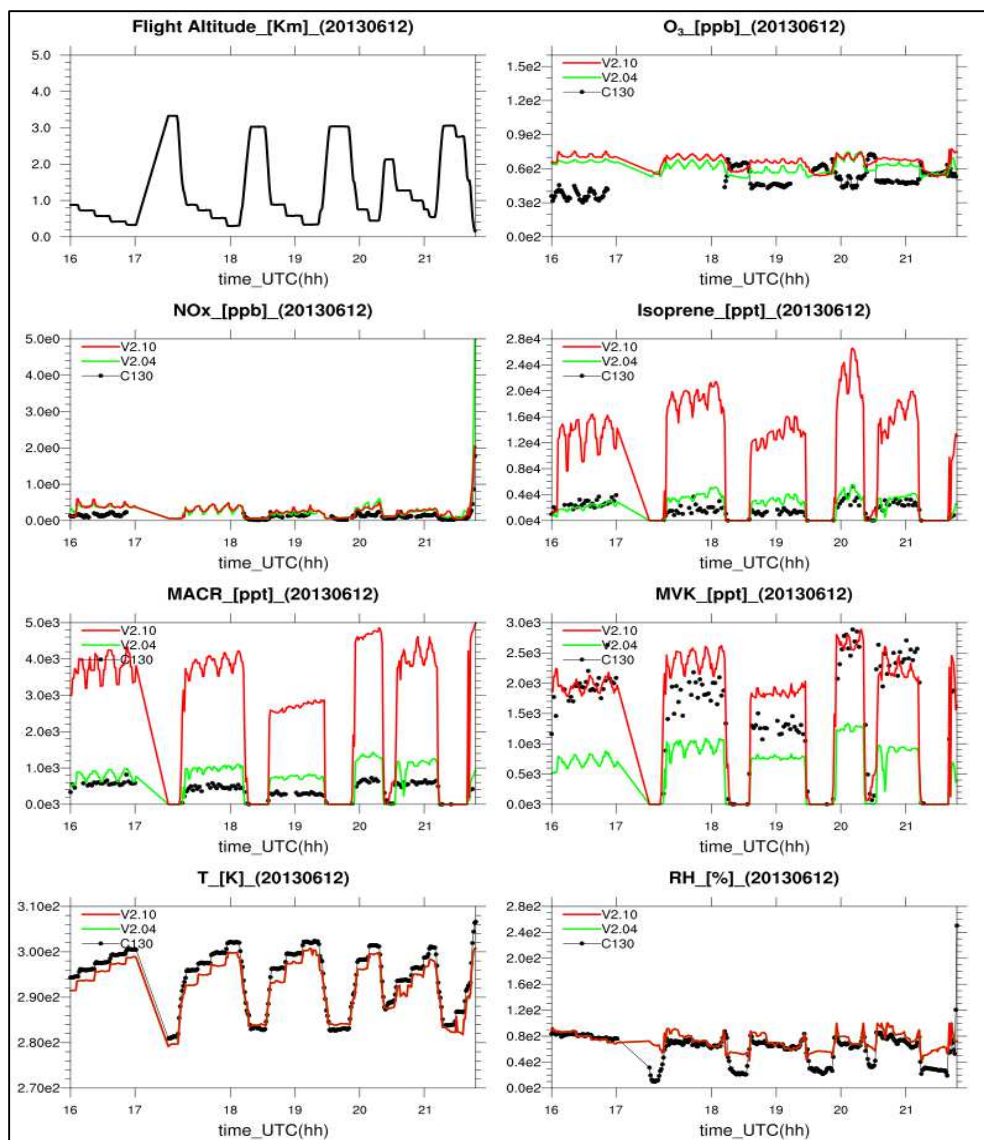 Flight Altitude_[Km]_(20130612)
5.0
4.0
3.0
2.0
1.0
0.0
16 17 18 19 20 21
time_UTC(hh)
O3_[ppb]_(20130612)
1.5e2
1.2e2
0.9e2
0.6e2
0.3e2
0.0e2
V2.10
V2.04
C130
16 17 18 19 20 21
time_UTC(hh)
NOx_[ppb]_(20130612)
5.0e0
4.0e0
3.0e0
2.0e0
1.0e0
0.0e0
V2.10
V2.04
C130
16 17 18 19 20 21
time_UTC(hh)
Isoprene_[ppt]_(20130612)
2.8e4
2.4e4
2.0e4
1.6e4
1.2e4
0.8e4
0.4e4
0.0e4
V2.10
V2.04
C130
16 17 18 19 20 21
time_UTC(hh)
MACR_[ppt]_(20130612)
5.0e3
4.0e3
3.0e3
2.0e3
1.0e3
0.0e3
V2.10
V2.04
C130
16 17 18 19 20 21
time_UTC(hh)
MVK_[ppt]_(20130612)
3.0e3
2.5e3
2.0e3
1.5e3
1.0e3
0.5e3
0.0e3
V2.10
V2.04
C130
16 17 18 19 20 21
time_UTC(hh)
T_[K]_(20130612)
3.10e2
3.00e2
2.90e2
2.80e2
2.70e2
V2.10
V2.04
C130
16 17 18 19 20 21
time_UTC(hh)
RH_[%]_(20130612)
2.8e2
2.4e2
2.0e2
1.6e2
1.2e2
0.8e2
0.4e2
0.0e2
V2.10
V2.04
C130
16 17 18 19 20 21
time_UTC(hh)